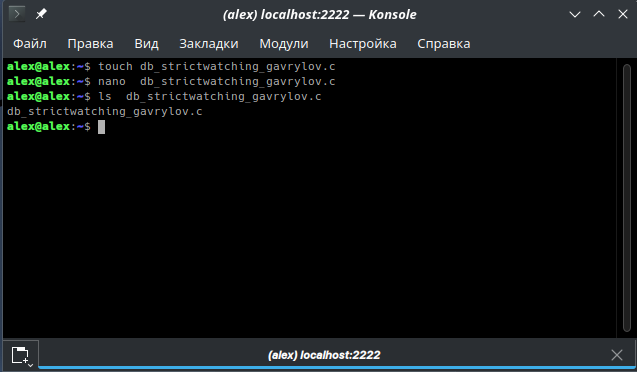 (alex) localhost:2222 — Konsole
Файл Правка Вид Закладки Модули Настройка Справка
alex@alex:~$ touch db_strictwatching_gavrylov.c
alex@alex:~$ nano  db_strictwatching_gavrylov.c
alex@alex:~$ ls  db_strictwatching_gavrylov.c
db_strictwatching_gavrylov.c
alex@alex:~$
(alex) localhost:2222